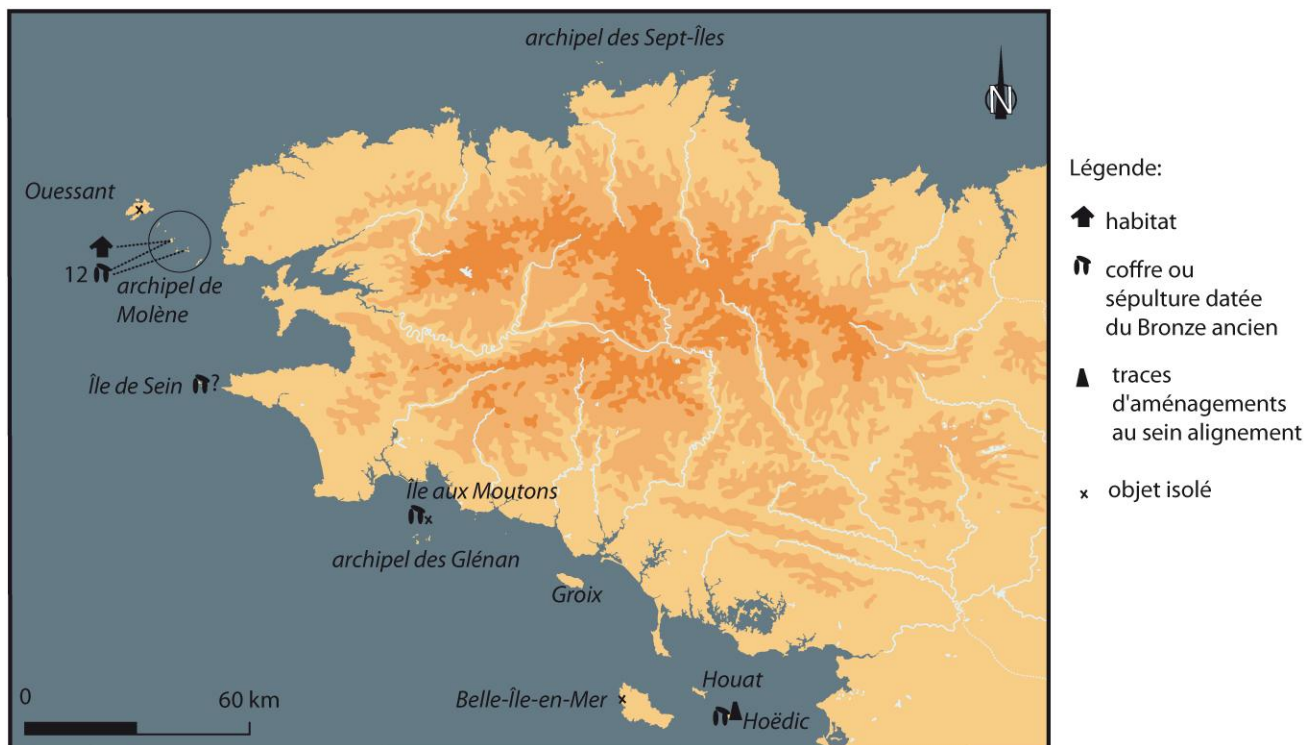 archipel des Sept-Îles
N
Ouessant
12
archipel de
Molène
Île de Sein
?
Île aux Moutons
archipel des Glénan
Groix
Belle-Île-en-Mer
Houat
Hoëdic
0
60 km
Légende:
habitat
coffre ou
sépulture datée
du Bronze ancien
traces
d'aménagements
au sein alignement
objet isolé